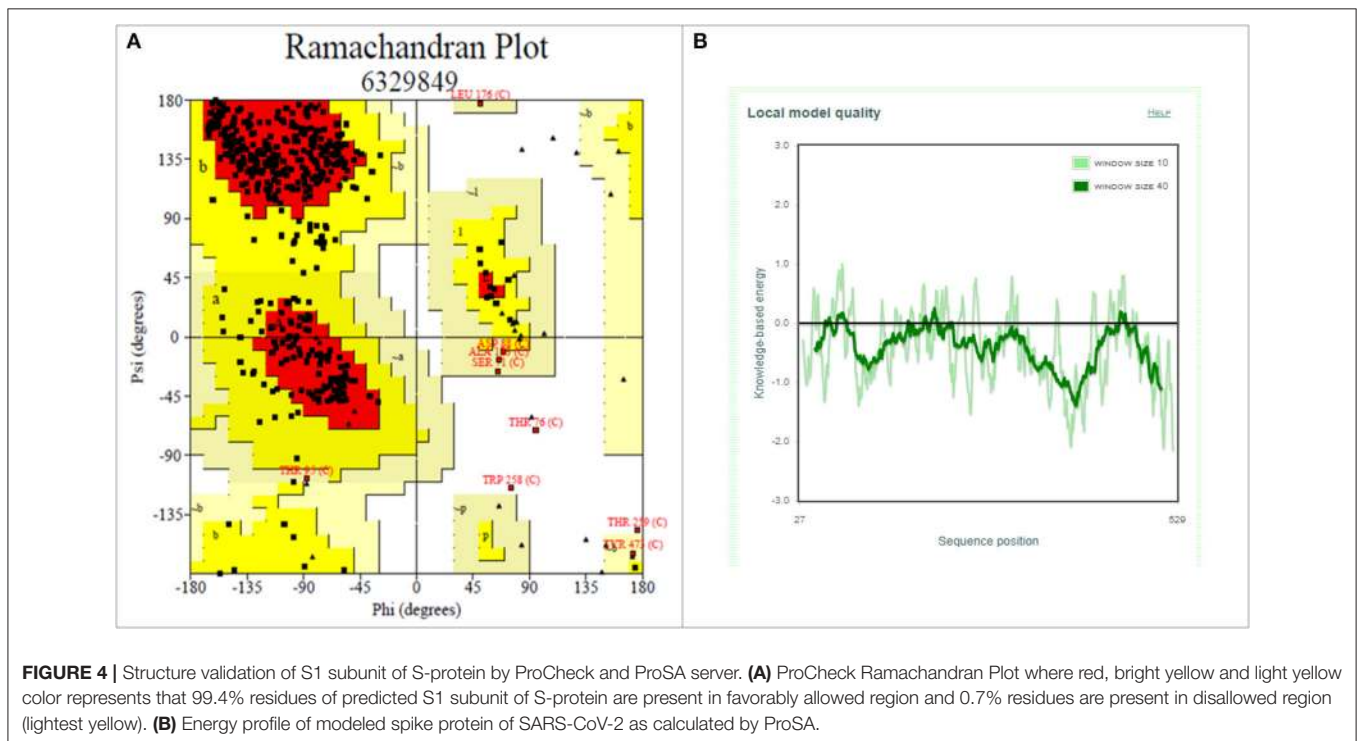 A
Ramachandran Plot
6329849
LEU 176 (C)
180
135
90
45
0
-45
-90
-135
-180
Psi (degrees)
b
~b
~b
b
~l
l
a
~a
SER 71 (C)
THR 76 (C)
THR 95 (C)
TRP 258 (C)
THR 259 (C)
~b
b
~p
p
-180
-135
-90
-45
0
45
90
135
180
Phi (degrees)
B
Local model quality
HELP
3.0
2.0
1.0
0.0
-1.0
-2.0
-3.0
Knowledge-based energy
WINDOW SIZE 10
WINDOW SIZE 40
27
529
Sequence position
FIGURE 4 | Structure validation of S1 subunit of S-protein by ProCheck and ProSA server. (A) ProCheck Ramachandran Plot where red, bright yellow and light yellow
color represents that 99.4% residues of predicted S1 subunit of S-protein are present in favorably allowed region and 0.7% residues are present in disallowed region
(lightest yellow). (B) Energy profile of modeled spike protein of SARS-CoV-2 as calculated by ProSA.